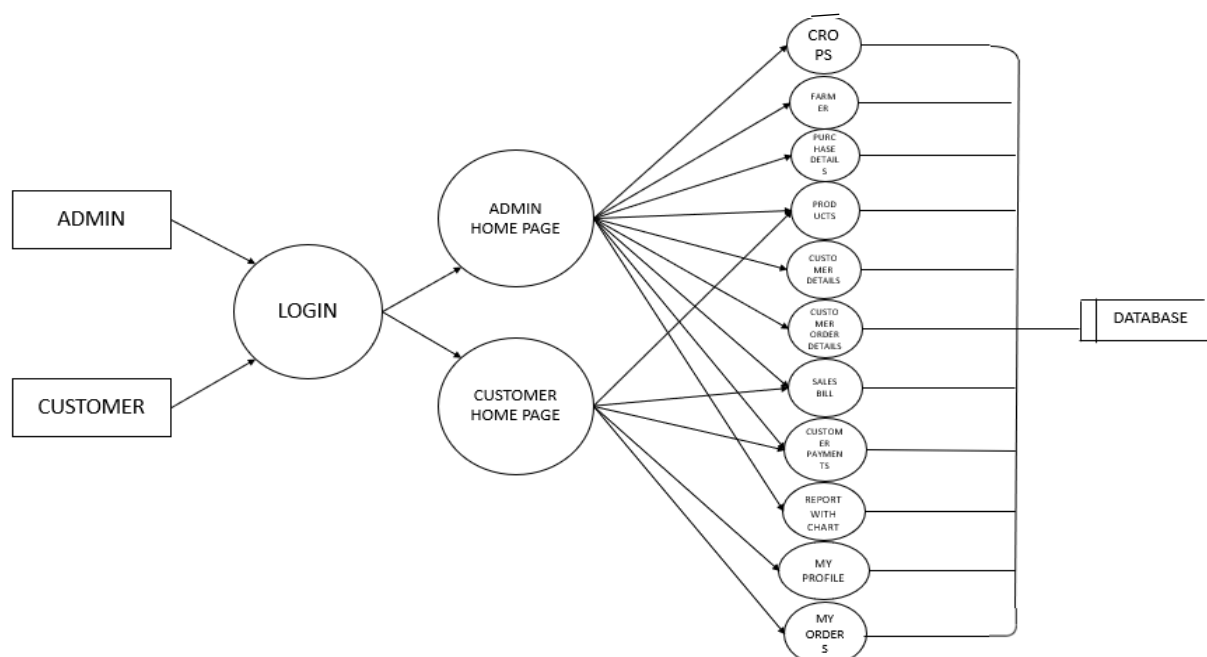 ADMIN
CUSTOMER
LOGIN
ADMIN
HOME PAGE
CUSTOMER
HOME PAGE
CRO
PS
FARM
ER
PURC
HASE
DETAIL
S
PROD
UCTS
CUSTO
MER
DETAILS
CUSTO
MER
ORDER
DETAILS
SALES
BILL
CUSTOM
ER
PAYMEN
TS
REPORT
WITH
CHART
MY
PROFILE
MY
ORDER
S
DATABASE